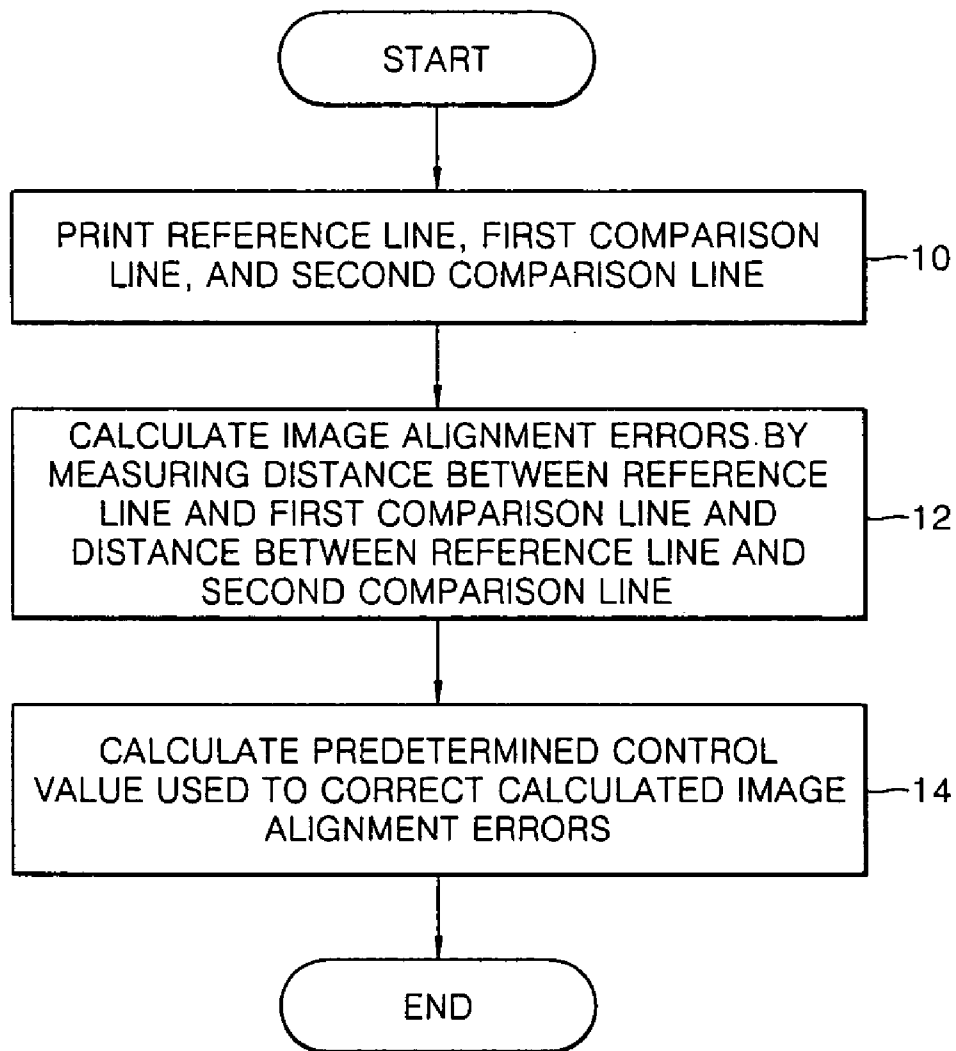 START
PRINT REFERENCE LINE, FIRST COMPARISON
LINE, AND SECOND COMPARISON LINE
10
CALCULATE IMAGE ALIGNMENT ERRORS BY
MEASURING DISTANCE BETWEEN REFERENCE
LINE AND FIRST COMPARISON LINE AND
DISTANCE BETWEEN REFERENCE LINE AND
SECOND COMPARISON LINE
12
CALCULATE PREDETERMINED CONTROL
VALUE USED TO CORRECT CALCULATED IMAGE
ALIGNMENT ERRORS
14
END